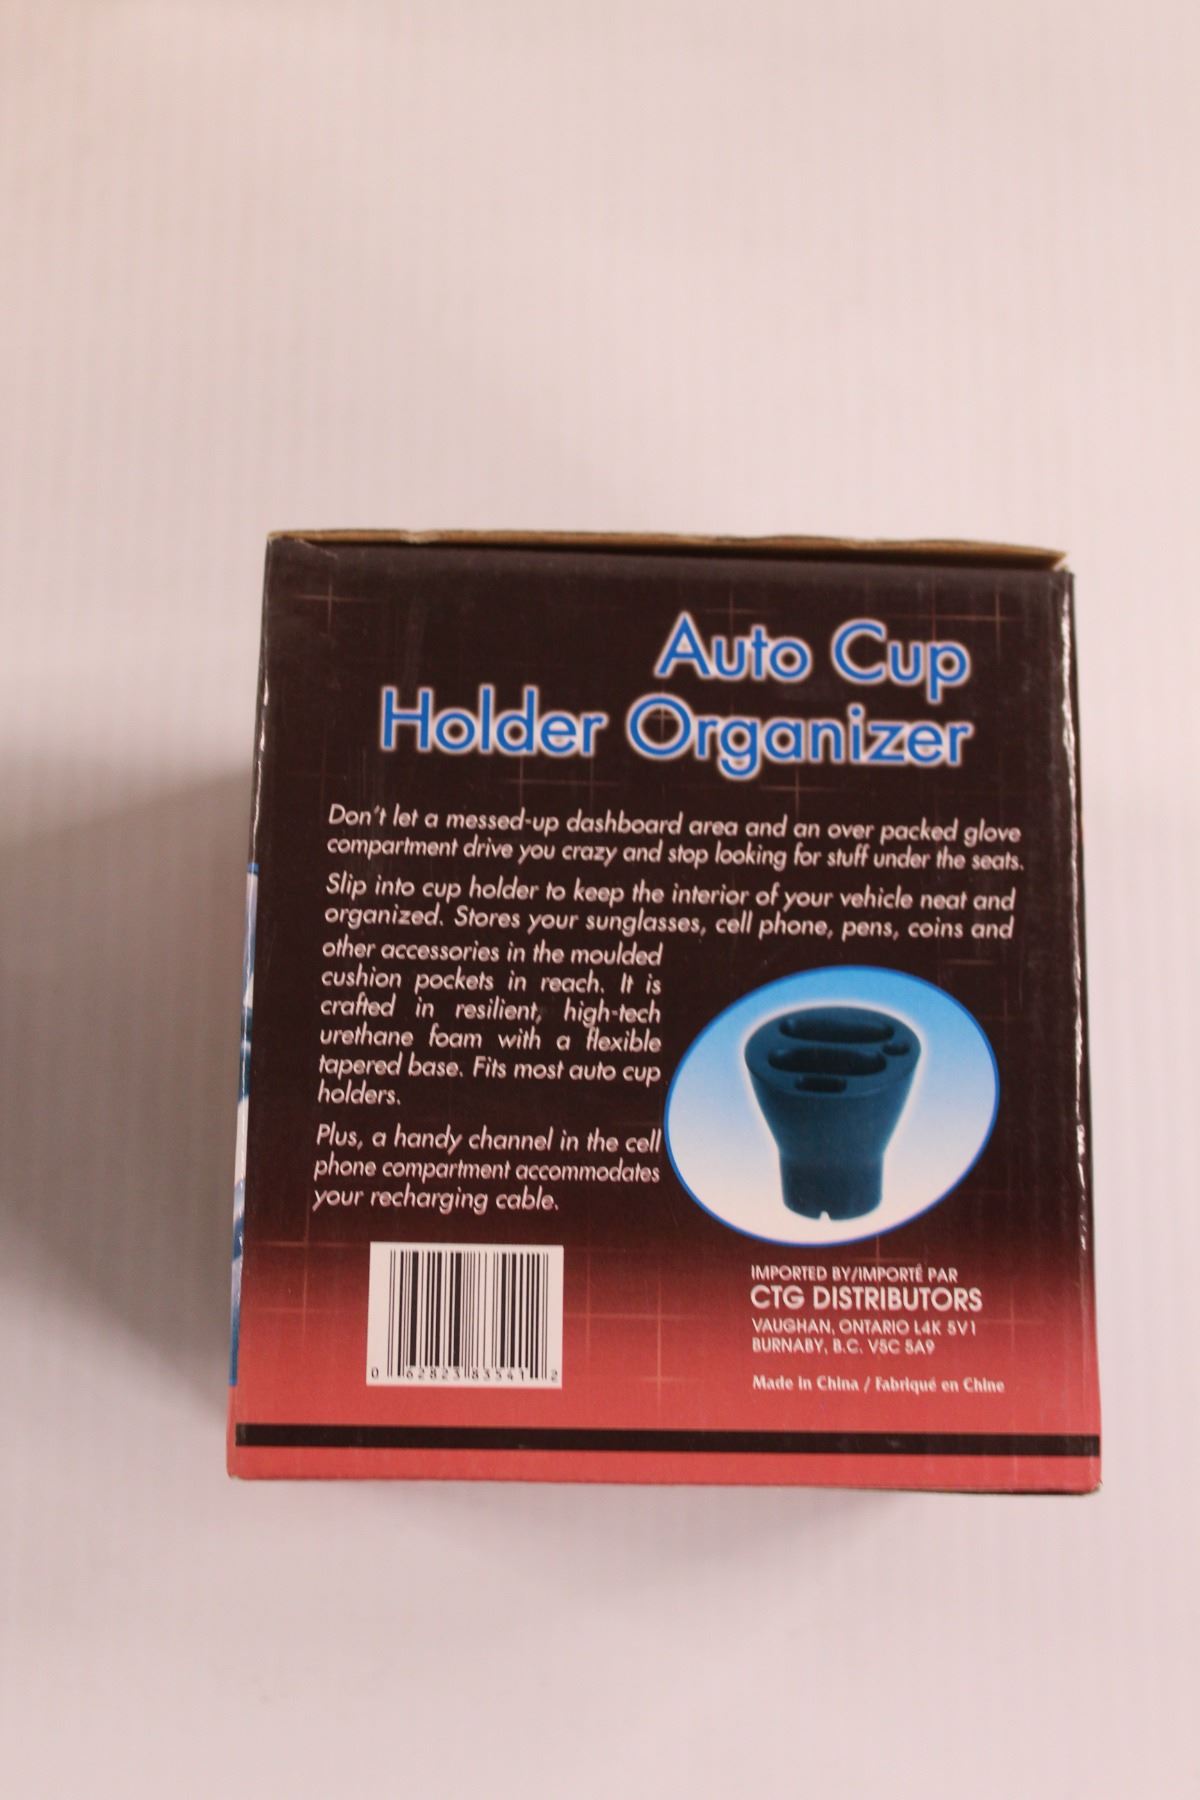 Auto Cup
Holder Organizer
Don't let a messed-up dashboard area and an over packed glove
compartment drive you crazy and stop looking for stuff under the seats.
Slip into cup holder to keep the interior of your vehicle neat and
organized. Stores your sunglasses, cell phone, pens, coins and
other accessories in the moulded
cushion pockets in reach. It is
crafted in resilient, high-tech
urethane foam with a flexible
tapered base. Fits most auto cup
holders.
Plus, a handy channel in the cell
phone compartment accommodates
your recharging cable.
0 62823 83541 2
IMPORTED BY/IMPORTÉ PAR
CTG DISTRIBUTORS
VAUGHAN, ONTARIO L4K 5V1
BURNABY, B.C. V5C 5A9
Made in China / Fabriqué en Chine